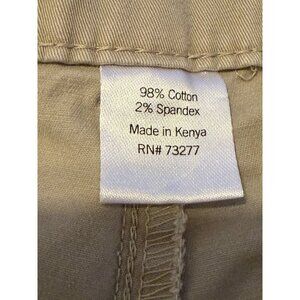 98% Cotton
2% Spandex
Made in Kenya
RN# 73277